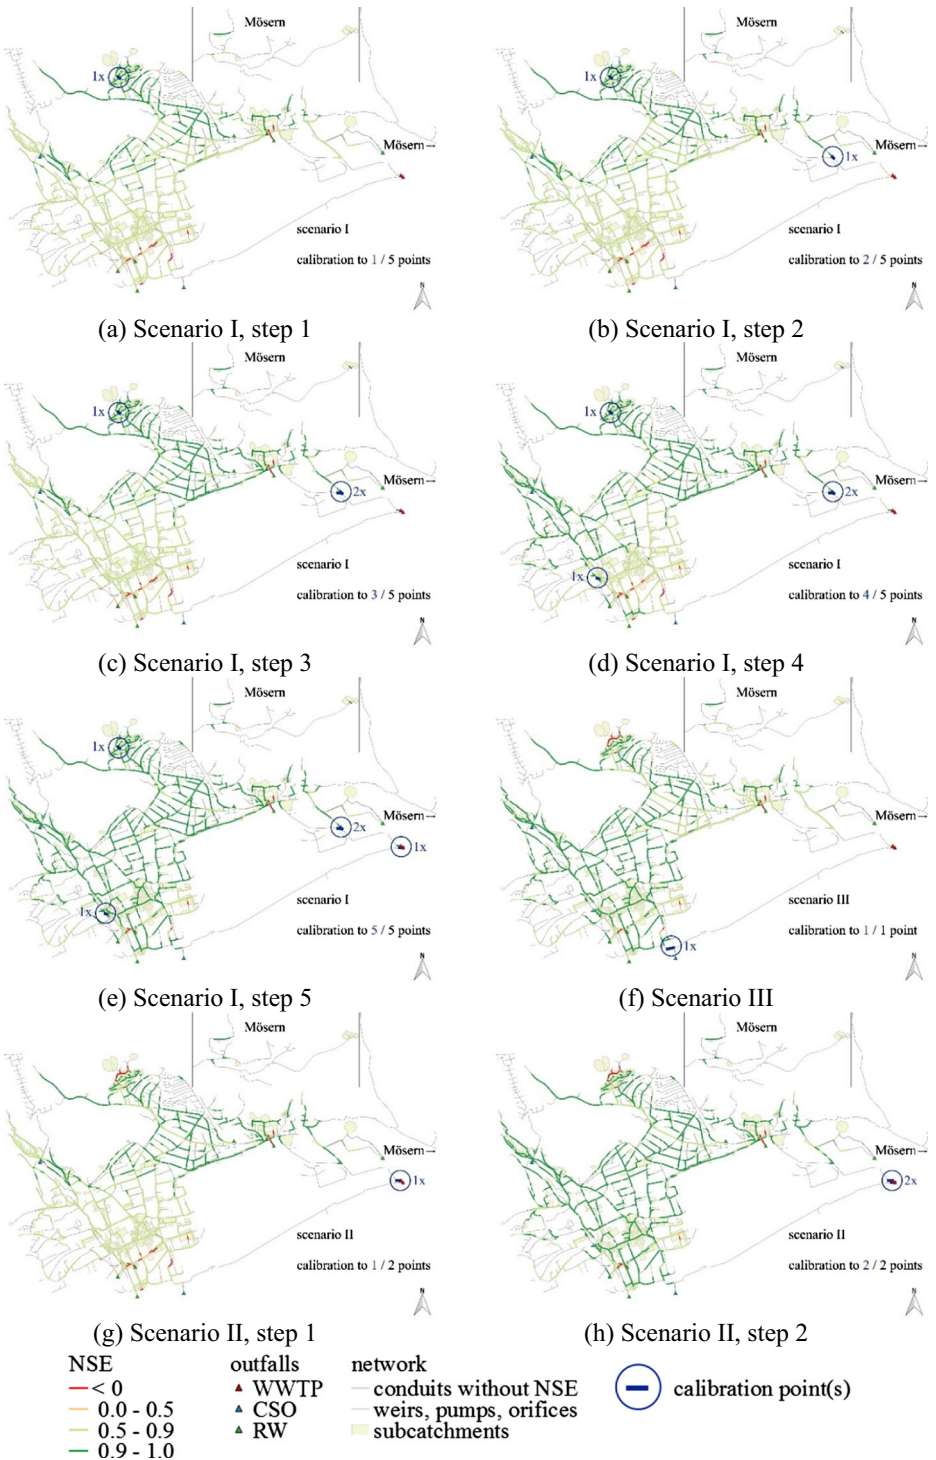 Mösern
1x
Mösern→
scenario I
calibration to 1 / 5 points
N
(a) Scenario I, step 1
Mösern
1x
Mösern→
1x
scenario I
calibration to 2 / 5 points
N
(b) Scenario I, step 2
Mösern
1x
Mösern→
2x
scenario I
calibration to 3 / 5 points
N
(c) Scenario I, step 3
Mösern
1x
Mösern→
2x
scenario I
1x
calibration to 4 / 5 points
N
(d) Scenario I, step 4
Mösern
1x
Mösern→
2x
1x
scenario I
1x
calibration to 5 / 5 points
N
(e) Scenario I, step 5
Mösern
Mösern→
scenario III
calibration to 1 / 1 point
1x
N
(f) Scenario III
Mösern
Mösern→
1x
scenario II
calibration to 1 / 2 points
N
(g) Scenario II, step 1
Mösern
Mösern→
2x
scenario II
calibration to 2 / 2 points
N
(h) Scenario II, step 2
NSE
< 0
0.0 - 0.5
0.5 - 0.9
0.9 - 1.0
outfalls
WWTP
CSO
RW
network
conduits without NSE
weirs, pumps, orifices
subcatchments
calibration point(s)